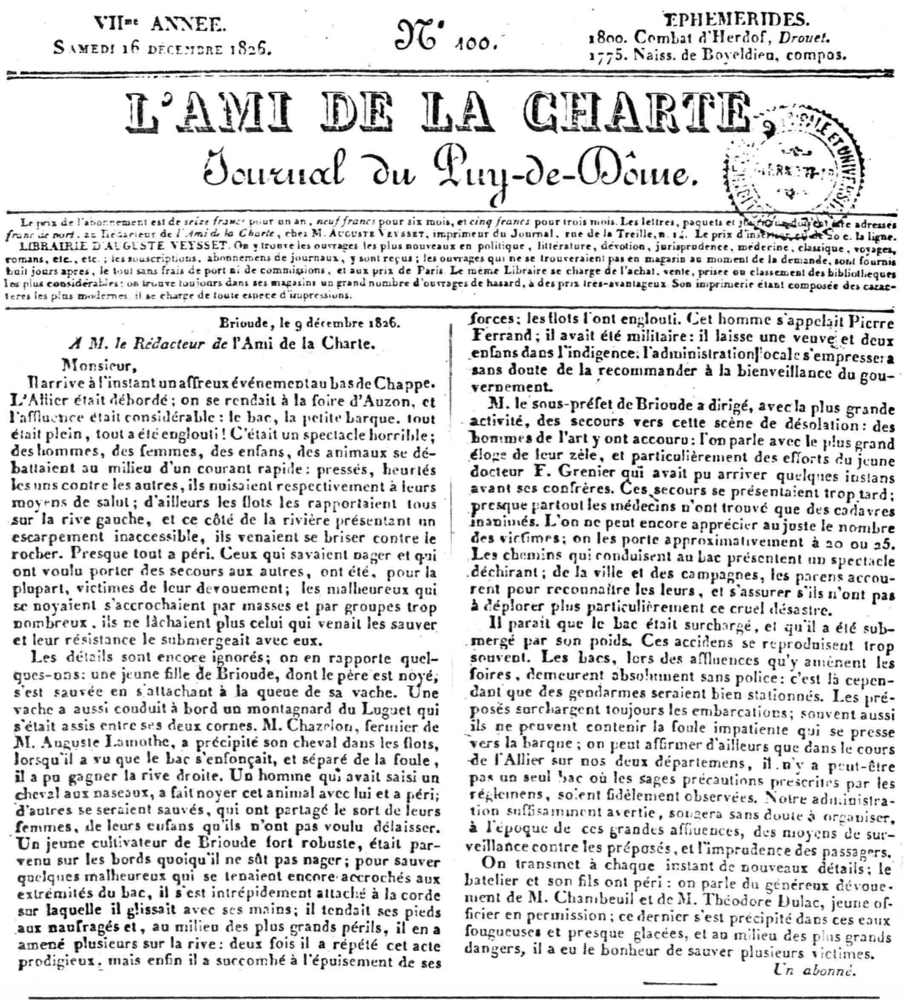 VIIme ANNEE.
SAMEDI 16 DÉCEMBRE 1826.
N° 100.
EPHEMERIDES.
1800. Combat d'Herdof, Drouet.
1775. Naiss. de Boyeldieu, compos.
L'AMI DE LA CHARTE
Journal du Puy-de-Dôme.
Le prix de l'abonnement est de seize francs pour un an, neuf francs pour six mois, et cinq francs pour trois mois. Les lettres, paquets et doivent être adressés
franc de port, au Rédacteur de l'Ami de la Charte, chez M. AUGUSTE VEYSSET, imprimeur du Journal, rue de la Treille, n. 14. Le prix d'insertion est de 20 c. la ligne.
LIBRAIRIE D'AUGUSTE VEYSSET. On y trouve les ouvrages les plus nouveaux en politique, littérature, dévotion, jurisprudence, médecine, classique, voyages,
romans, etc., etc.; les souscriptions, abonnemens de journaux, y sont reçus; les ouvrages qui ne se trouveraient pas en magasin au moment de la demande, sont fournis
huit jours après, le tout sans frais de port ni de commissions, et aux prix de Paris. Le même Libraire se charge de l'achat, vente, prisée ou classement des bibliothèques
les plus considérables: on trouve toujours dans ses magasins un grand nombre d'ouvrages de hasard, à des prix très-avantageux. Son imprimerie étant composée des carac-
tères les plus modernes il se charge de toute espèce d'impressions.
Brioude, le 9 décembre 1826.
A M. le Rédacteur de l'Ami de la Charte.
Monsieur,
Il arrive à l'instant un affreux événement au bas de Chappe.
L'Allier était débordé; on se rendait à la foire d'Auzon, et
l'affluence était considérable: le bac, la petite barque. tout
était plein, tout a été englouti! C'était un spectacle horrible;
des hommes, des femmes, des enfans, des animaux se dé-
battaient au milieu d'un courant rapide: pressés, heurtés
les uns contre les autres, ils nuisaient respectivement à leurs
moyens de salut; d'ailleurs les flots les rapportaient tous
sur la rive gauche, et ce côté de la rivière présentant un
escarpement inaccessible, ils venaient se briser contre le
rocher. Presque tout a péri. Ceux qui savaient nager et qui
ont voulu porter des secours aux autres, ont été, pour la
plupart, victimes de leur dévouement; les malheureux qui
se noyaient s'accrochaient par masses et par groupes trop
nombreux, ils ne lâchaient plus celui qui venait les sauver
et leur résistance le submergeait avec eux.
Les détails sont encore ignorés; on en rapporte quel-
ques-uns: une jeune fille de Brioude, dont le père est noyé,
s'est sauvée en s'attachant à la queue de sa vache. Une
vache a aussi conduit à bord un montagnard du Luguet qui
s'était assis entre ses deux cornes. M. Chazelon, fermier de
M. Auguste Lamothe, a précipité son cheval dans les flots,
lorsqu'il a vu que le bac s'enfonçait, et séparé de la foule,
il a pu gagner la rive droite. Un homme qui avait saisi un
cheval aux naseaux, a fait noyer cet animal avec lui et a péri;
d'autres se seraient sauvés, qui ont partagé le sort de leurs
femmes, de leurs enfans qu'ils n'ont pas voulu délaisser.
Un jeune cultivateur de Brioude fort robuste, était par-
venu sur les bords quoiqu'il ne sût pas nager; pour sauver
quelques malheureux qui se tenaient encore accrochés aux
extrémités du bac, il s'est intrépidement attaché à la corde
sur laquelle il glissait avec ses mains; il tendait ses pieds
aux naufragés et, au milieu des plus grands périls, il en a
amené plusieurs sur la rive: deux fois il a répété cet acte
prodigieux, mais enfin il a succombé à l'épuisement de ses
forces; les flots l'ont englouti. Cet homme s'appelait Pierre
Ferrand; il avait été militaire: il laisse une veuve et deux
enfans dans l'indigence; l'administration locale s'empressera
sans doute de la recommander à la bienveillance du gou-
vernement.
M. le sous-préfet de Brioude a dirigé, avec la plus grande
activité, des secours vers cette scène de désolation: des
hommes de l'art y ont accouru: l'on parle avec le plus grand
éloge de leur zèle, et particulièrement des efforts du jeune
docteur F. Grenier qui avait pu arriver quelques instans
avant ses confrères. Ces secours se présentaient trop tard;
presque partout les médecins n'ont trouvé que des cadavres
inanimés. L'on ne peut encore apprécier au juste le nombre
des victimes; on les porte approximativement à 20 ou 25.
Les chemins qui conduisent au bac présentent un spectacle
déchirant; de la ville et des campagnes, les parens accou-
rent pour reconnaître les leurs, et s'assurer s'ils n'ont pas
à déplorer plus particulièrement ce cruel désastre.
Il paraît que le bac était surchargé, et qu'il a été sub-
mergé par son poids. Ces accidens se reproduisent trop
souvent. Les bacs, lors des affluences qu'y amènent les
foires, demeurent absolument sans police: c'est là cepen-
dant que des gendarmes seraient bien stationnés. Les pré-
posés surchargent toujours les embarcations; souvent aussi
ils ne peuvent contenir la foule impatiente qui se presse
vers la barque; on peut affirmer d'ailleurs que dans le cours
de l'Allier sur nos deux départemens, il n'y a peut-être
pas un seul bac où les sages précautions prescrites par les
réglemens, soient fidèlement observées. Notre administra-
tion suffisamment avertie, songera sans doute à organiser,
à l'époque de ces grandes affluences, des moyens de sur-
veillance contre les préposés, et l'imprudence des passagers.
On transmet à chaque instant de nouveaux détails; le
batelier et son fils ont péri: on parle du généreux dévoue-
ment de M. Chambeuil et de M. Théodore Dulac, jeune of-
ficier en permission; ce dernier s'est précipité dans ces eaux
fougueuses et presque glacées, et au milieu des plus grands
dangers, il a eu le bonheur de sauver plusieurs victimes.
Un abonné.